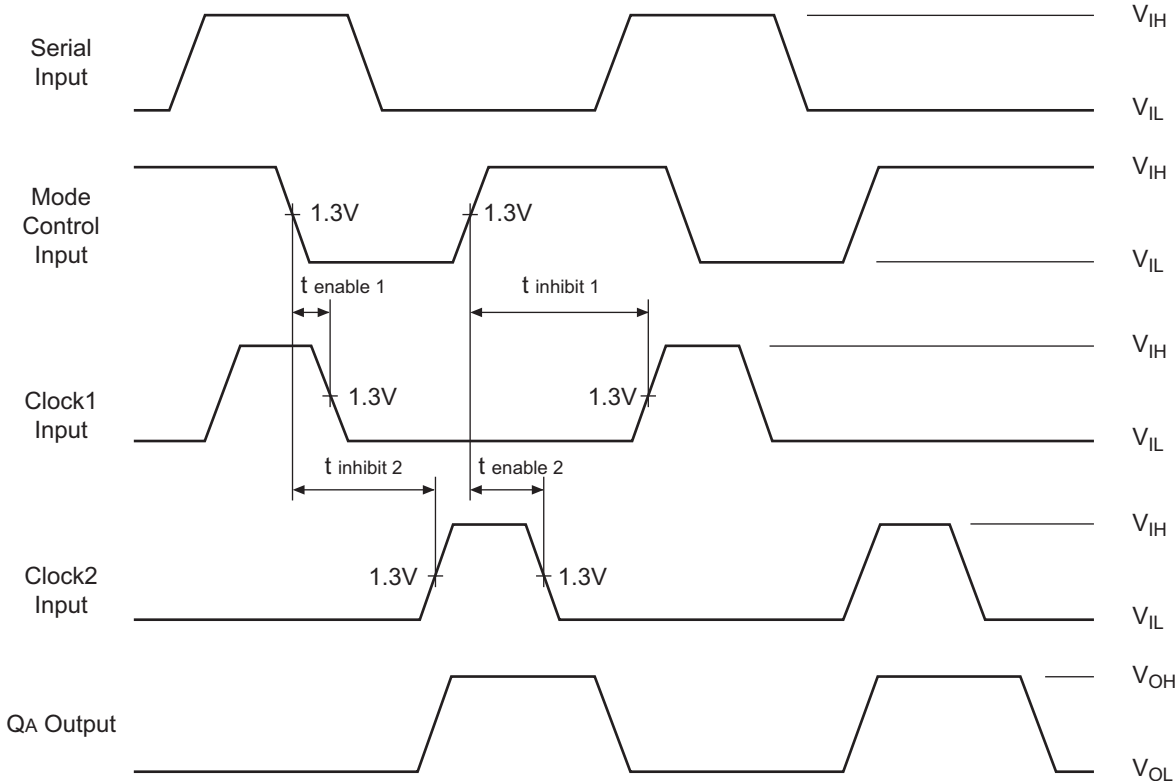 Serial
Input
V_IH
V_IL
Mode
Control
Input
V_IH
1.3V
1.3V
V_IL
t enable 1
t inhibit 1
Clock1
Input
V_IH
1.3V
1.3V
V_IL
t inhibit 2
t enable 2
Clock2
Input
V_IH
1.3V
1.3V
V_IL
QA Output
V_OH
V_OL